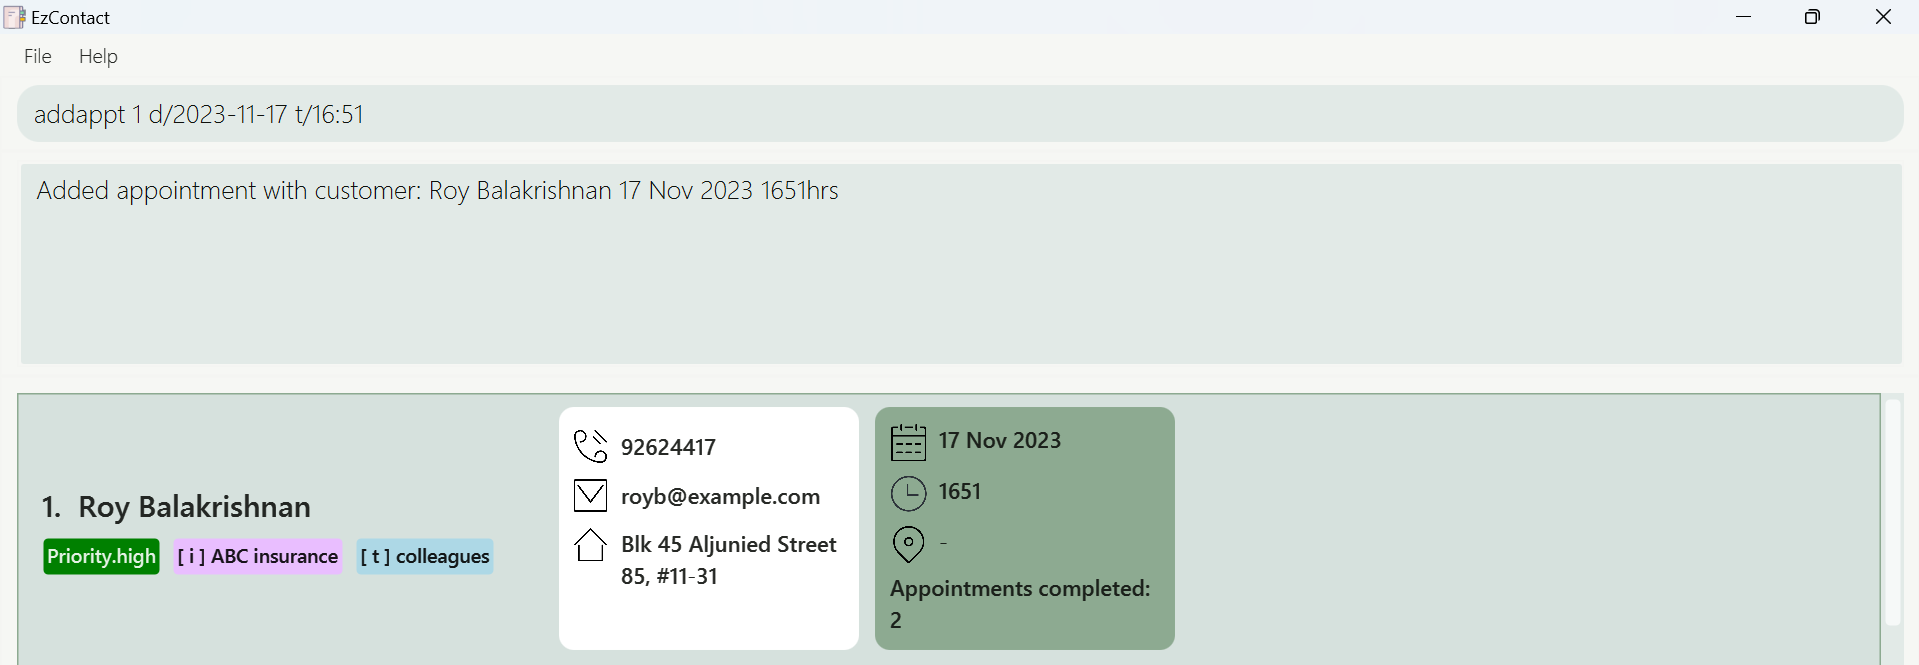 EzContact
File Help
addappt 1 d/2023-11-17 t/16:51
Added appointment with customer: Roy Balakrishnan 17 Nov 2023 1651hrs
1. Roy Balakrishnan
Priority.high [ i ] ABC insurance [ t ] colleagues
92624417
royb@example.com
Blk 45 Aljunied Street
85, #11-31
17 Nov 2023
1651
-
Appointments completed:
2